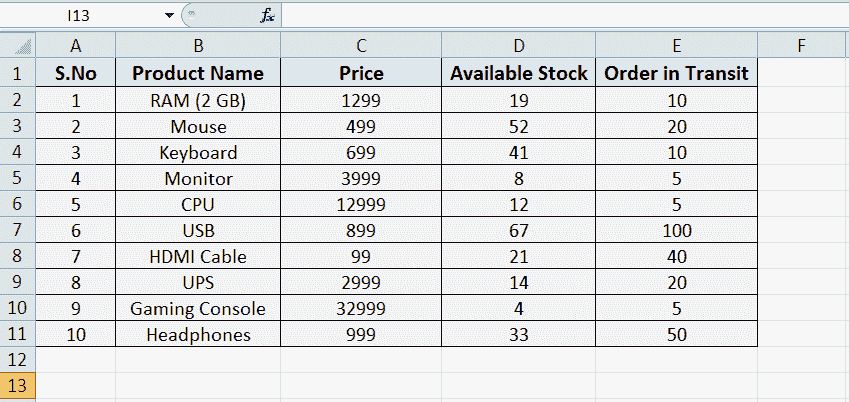 I13 fx
A B C D E F
1 S.No Product Name Price Available Stock Order in Transit
2 1 RAM (2 GB) 1299 19 10
3 2 Mouse 499 52 20
4 3 Keyboard 699 41 10
5 4 Monitor 3999 8 5
6 5 CPU 12999 12 5
7 6 USB 899 67 100
8 7 HDMI Cable 99 21 40
9 8 UPS 2999 14 20
10 9 Gaming Console 32999 4 5
11 10 Headphones 999 33 50
12
13